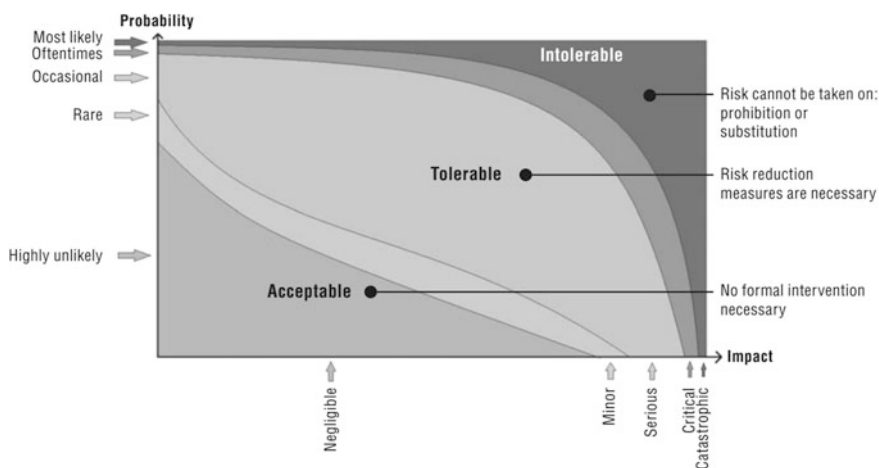 Probability
Most likely
Oftentimes
Intolerable
Occasional
Risk cannot be taken on:
prohibition or
substitution
Rare
Tolerable
Risk reduction
measures are necessary
Highly unlikely
Acceptable
No formal intervention
necessary
Impact
Negligible
Minor
Serious
Critical
Catastrophic